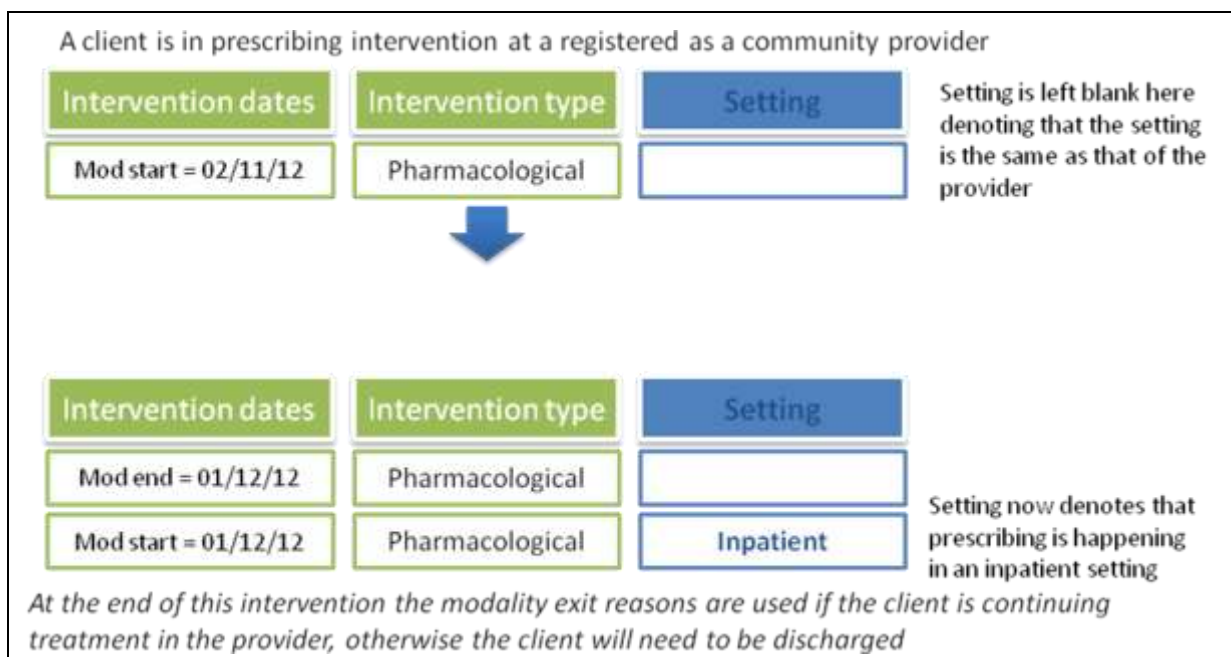 A client is in prescribing intervention at a registered as a community provider
Intervention dates Intervention type Setting
Mod start = 02/11/12 Pharmacological
Setting is left blank here
denoting that the setting
is the same as that of the
provider
Intervention dates Intervention type Setting
Mod end = 01/12/12 Pharmacological
Mod start = 01/12/12 Pharmacological Inpatient
Setting now denotes that
prescribing is happening
in an inpatient setting
At the end of this intervention the modality exit reasons are used if the client is continuing
treatment in the provider, otherwise the client will need to be discharged